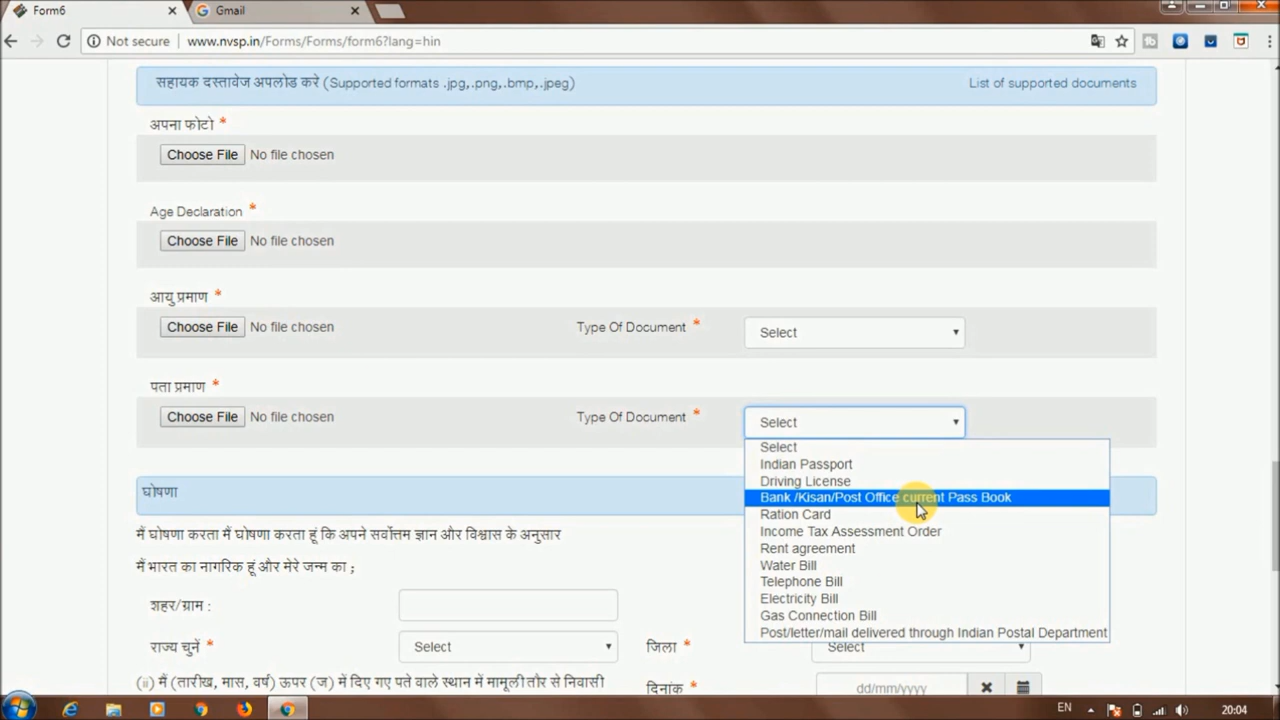 Form6
Gmail
Not secure
www.nvsp.in/Forms/Forms/form6?lang=hin
सहायक दस्तावेज अपलोड करे (Supported formats .jpg,.png,.bmp,.jpeg)
List of supported documents
अपना फोटो *
Choose File No file chosen
Age Declaration *
Choose File No file chosen
आयु प्रमाण *
Choose File No file chosen
Type Of Document *
Select
पता प्रमाण *
Choose File No file chosen
Type Of Document *
Select
Select
Indian Passport
Driving License
Bank /Kisan/Post Office current Pass Book
Ration Card
Income Tax Assessment Order
Rent agreement
Water Bill
Telephone Bill
Electricity Bill
Gas Connection Bill
Post/letter/mail delivered through Indian Postal Department
घोषणा
मैं घोषणा करता मैं घोषणा करता हूं कि अपने सर्वोत्तम ज्ञान और विश्वास के अनुसार
मैं भारत का नागरिक हूं और मेरे जन्म का ;
शहर/ग्राम :
राज्य चुनें *
Select
जिला *
Select
(ii) मैं (तारीख, मास, वर्ष) ऊपर (ज) में दिए गए पते वाले स्थान में मामूली तौर से निवासी
दिनांक *
dd/mm/yyyy
EN
20:04